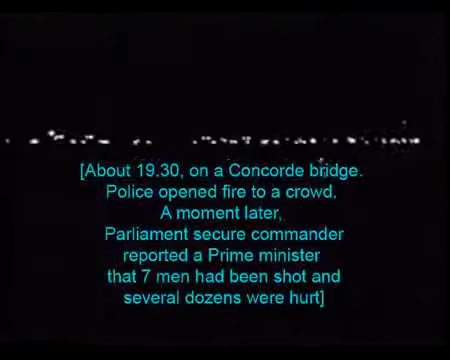 [About 19.30, on a Concorde bridge.
Police opened fire to a crowd.
A moment later,
Parliament secure commander
reported a Prime minister
that 7 men had been shot and
several dozens were hurt]